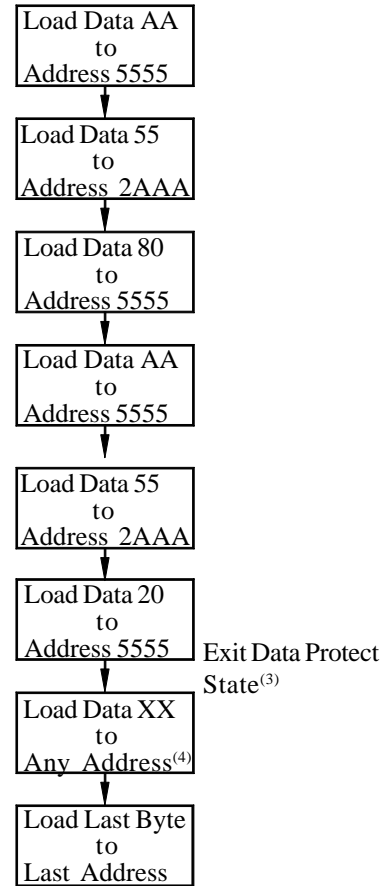 Load Data AA
to
Address 5555
Load Data 55
to
Address 2AAA
Load Data 80
to
Address 5555
Load Data AA
to
Address 5555
Load Data 55
to
Address 2AAA
Load Data 20
to
Address 5555
Exit Data Protect
State(3)
Load Data XX
to
Any Address(4)
Load Last Byte
to
Last Address